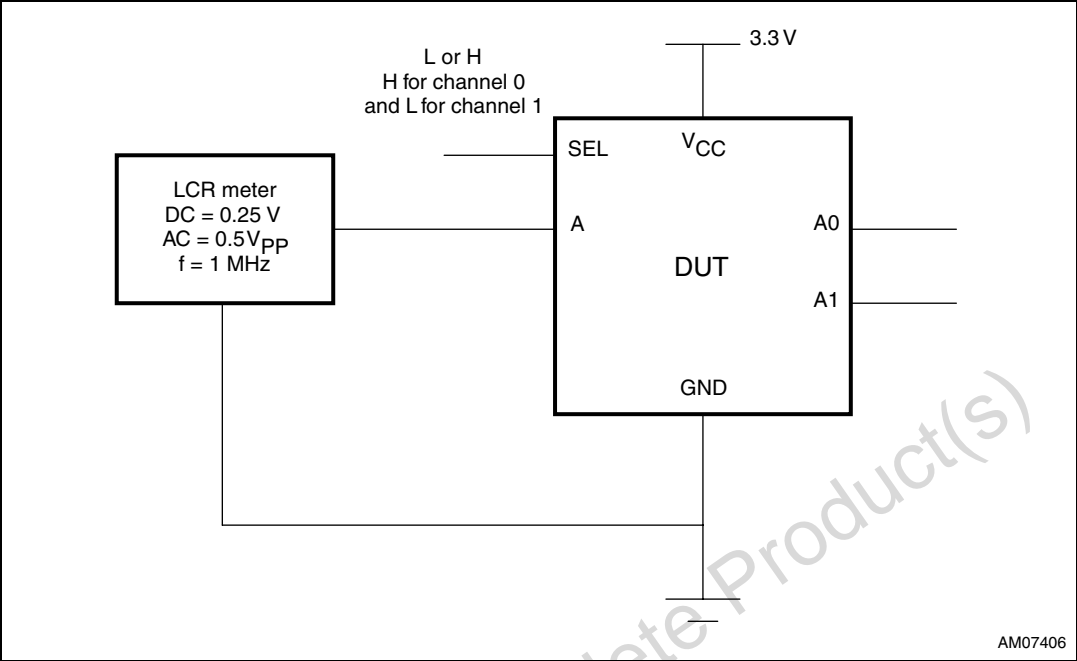 3.3 V
L or H
H for channel 0
and L for channel 1
SEL
VCC
LCR meter
DC = 0.25 V
AC = 0.5VPP
f = 1 MHz
A
A0
DUT
A1
GND
lete Product(s)
AM07406